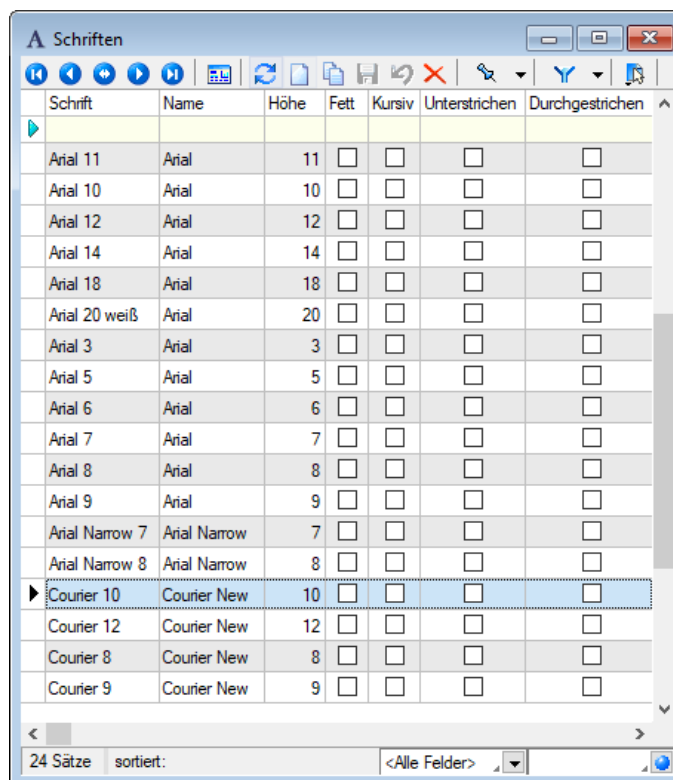 A Schriften
Schrift Name Höhe Fett Kursiv Unterstrichen Durchgestrichen
Arial 11 Arial 11
Arial 10 Arial 10
Arial 12 Arial 12
Arial 14 Arial 14
Arial 18 Arial 18
Arial 20 weiß Arial 20
Arial 3 Arial 3
Arial 5 Arial 5
Arial 6 Arial 6
Arial 7 Arial 7
Arial 8 Arial 8
Arial 9 Arial 9
Arial Narrow 7 Arial Narrow 7
Arial Narrow 8 Arial Narrow 8
Courier 10 Courier New 10
Courier 12 Courier New 12
Courier 8 Courier New 8
Courier 9 Courier New 9
24 Sätze sortiert: <Alle Felder>